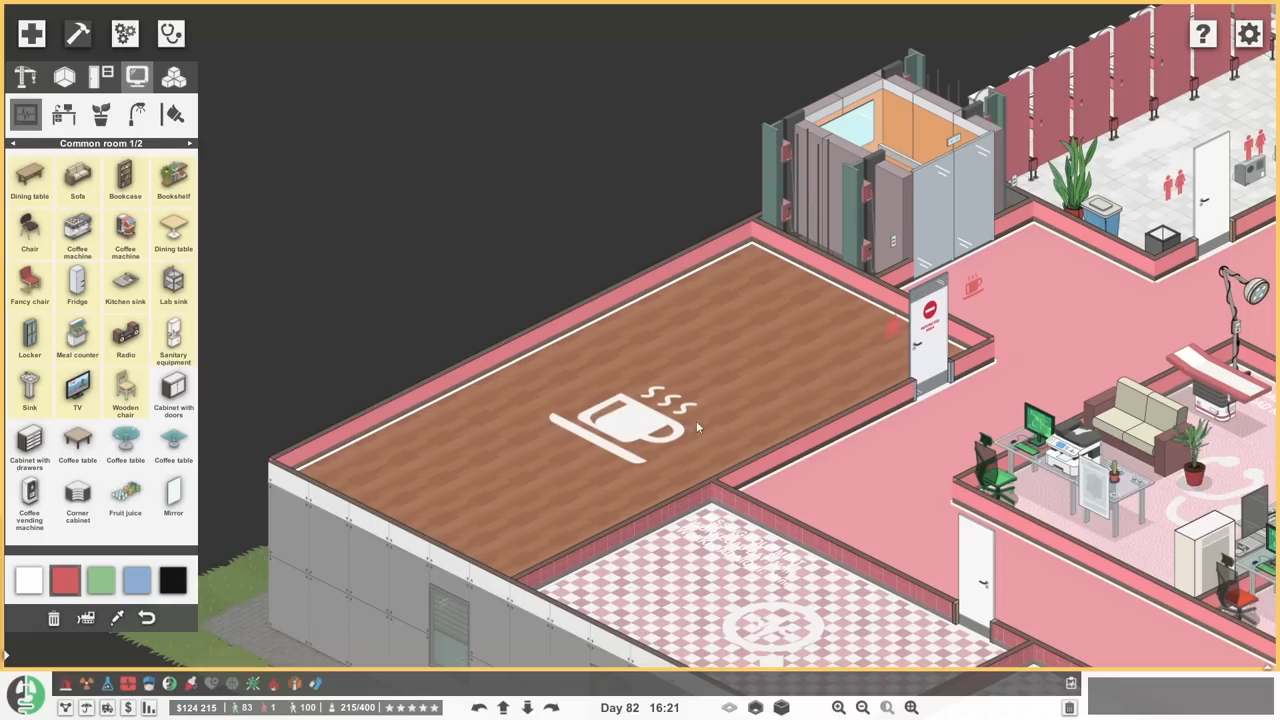 ?
Common room 1/2
Dining table
Sofa
Bookcase
Bookshelf
Chair
Coffee machine
Coffee machine
Dining table
Fancy chair
Fridge
Kitchen sink
Lab sink
Locker
Meal counter
Radio
Sanitary equipment
Sink
TV
Wooden chair
Cabinet with doors
Cabinet with drawers
Coffee table
Coffee table
Coffee table
Coffee vending machine
Corner cabinet
Fruit juice
Mirror
$124 215
83
1
100
215/400
Day 82 16:21